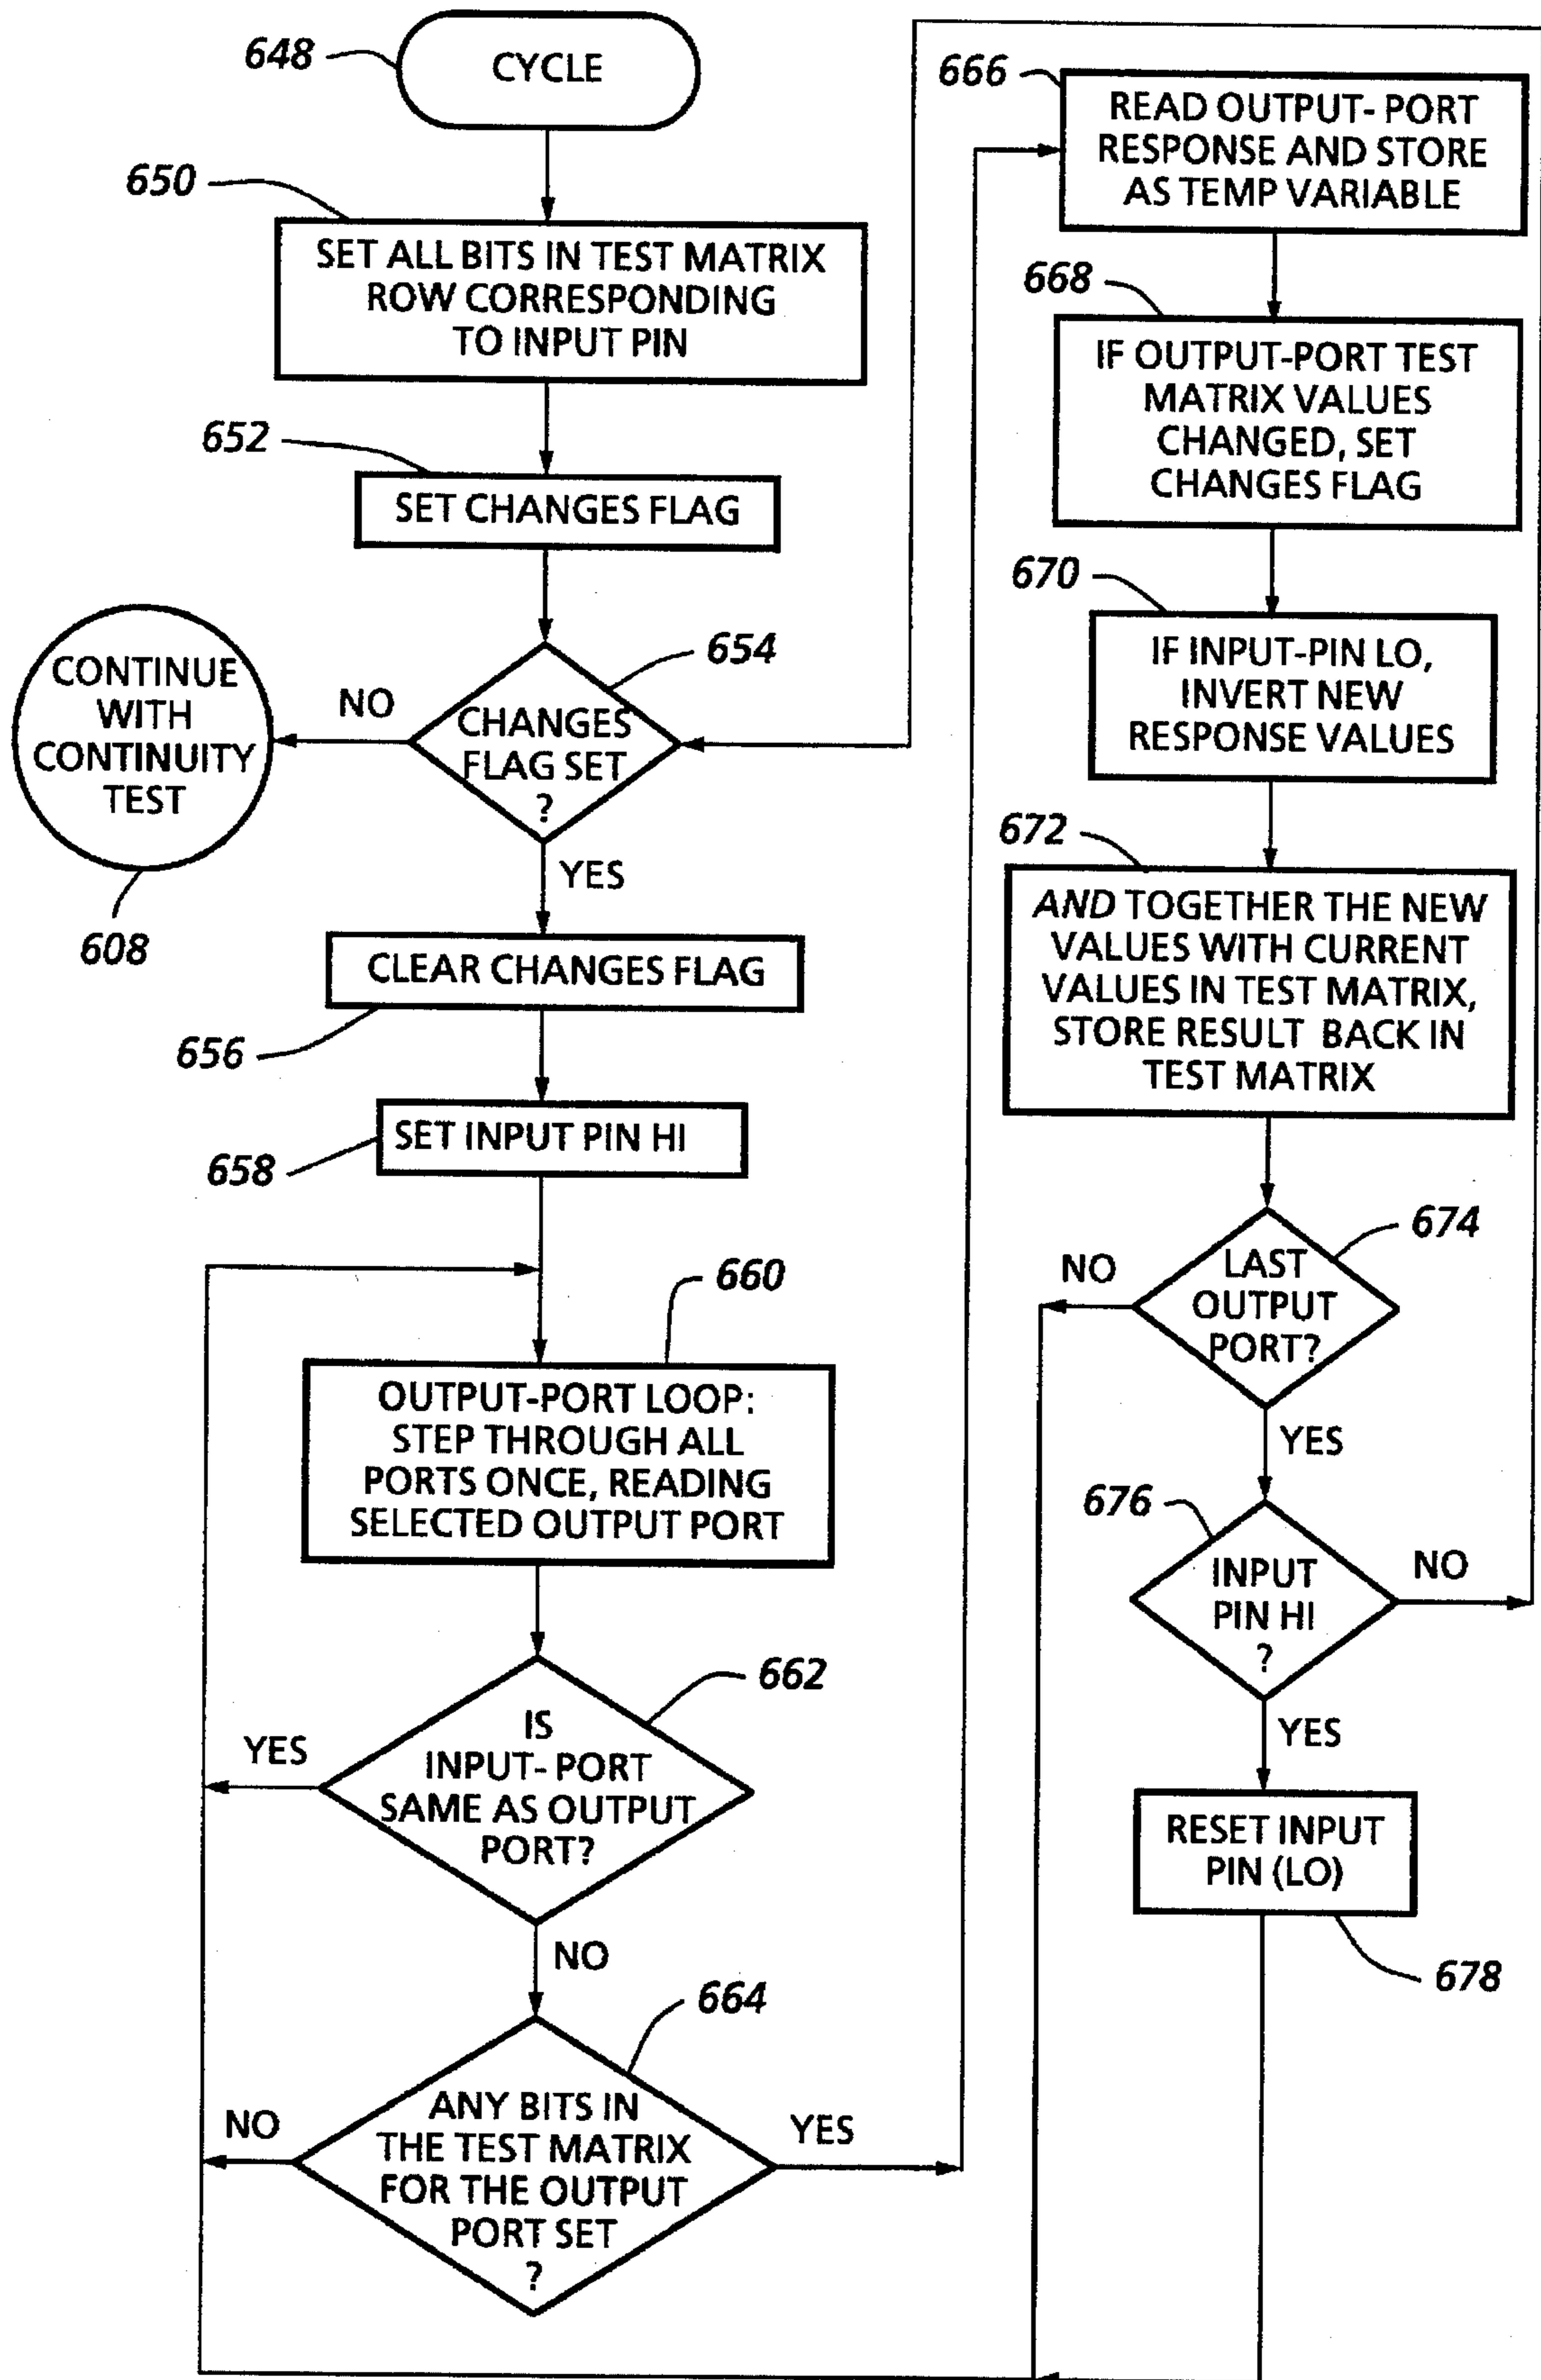 648
CYCLE
650
SET ALL BITS IN TEST MATRIX
ROW CORRESPONDING
TO INPUT PIN
652
SET CHANGES FLAG
654
CHANGES
FLAG SET
?
NO
CONTINUE
WITH
CONTINUITY
TEST
608
YES
CLEAR CHANGES FLAG
656
SET INPUT PIN HI
658
660
OUTPUT-PORT LOOP:
STEP THROUGH ALL
PORTS ONCE, READING
SELECTED OUTPUT PORT
662
IS
INPUT-PORT
SAME AS OUTPUT
PORT?
YES
NO
664
ANY BITS IN
THE TEST MATRIX
FOR THE OUTPUT
PORT SET
?
NO
YES
666
READ OUTPUT-PORT
RESPONSE AND STORE
AS TEMP VARIABLE
668
IF OUTPUT-PORT TEST
MATRIX VALUES
CHANGED, SET
CHANGES FLAG
670
IF INPUT-PIN LO,
INVERT NEW
RESPONSE VALUES
672
AND TOGETHER THE NEW
VALUES WITH CURRENT
VALUES IN TEST MATRIX,
STORE RESULT BACK IN
TEST MATRIX
674
LAST
OUTPUT
PORT?
NO
YES
676
INPUT
PIN HI
?
NO
YES
RESET INPUT
PIN (LO)
678